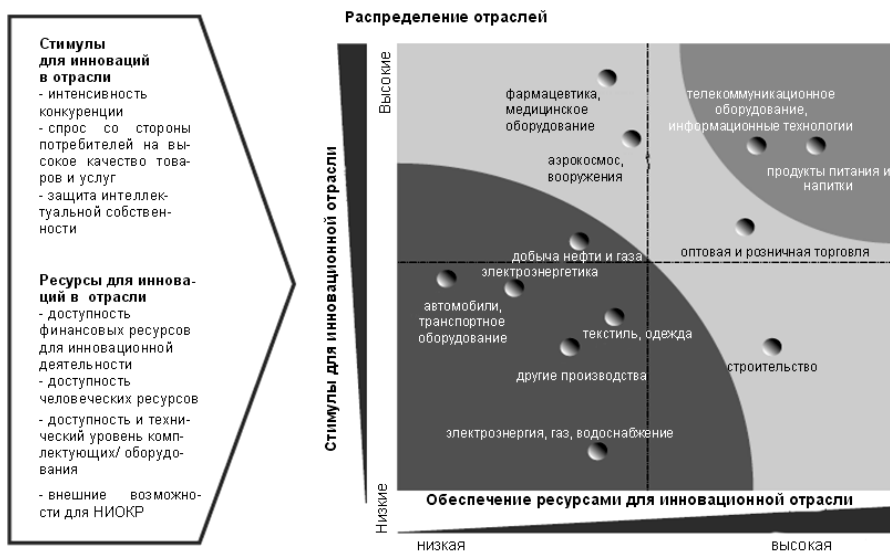 Распределение отраслей
Стимулы
для инноваций
в отрасли
- интенсивность
конкуренции
- спрос со стороны
потребителей на вы-
сокое качество това-
ров и услуг
- защита интеллек-
туальной собствен-
ности
Ресурсы для иннова-
ций в отрасли
- доступность
финансовых ресурсов
для инновационной
деятельности
- доступность
человеческих ресурсов
- доступность и техни-
ческий уровень комп-
лектующих/ оборудо-
вания
- внешние возможно-
сти для НИОКР
Стимулы для инновационной отрасли
Высокие
Низкие
фармацевтика,
медицинское
оборудование
телекоммуникационное
оборудование,
информационные технологии
аэрокосмос,
вооружения
продукты питания и
напитки
добыча нефти и газа
оптовая и розничная торговля
электроэнергетика
автомобили,
транспортное
оборудование
текстиль, одежда
другие производства
строительство
электроэнергия, газ, водоснабжение
Обеспечение ресурсами для инновационной отрасли
низкая
высокая